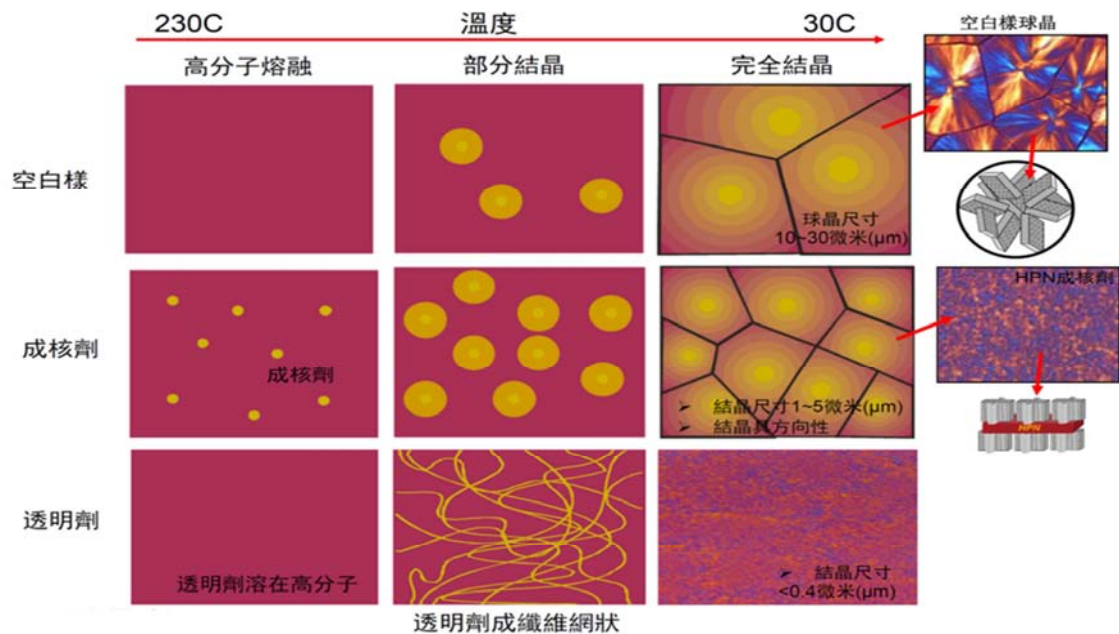 230C 溫度 30C
空白樣球晶
高分子熔融 部分結晶 完全結晶
空白樣
球晶尺寸
10~30微米(μm)
HPN成核劑
成核劑
成核劑
➢ 結晶尺寸1~5微米(μm)
➢ 結晶具方向性
HPN
透明劑
透明劑溶在高分子
➢ 結晶尺寸
<0.4微米(μm)
透明劑成纖維網狀